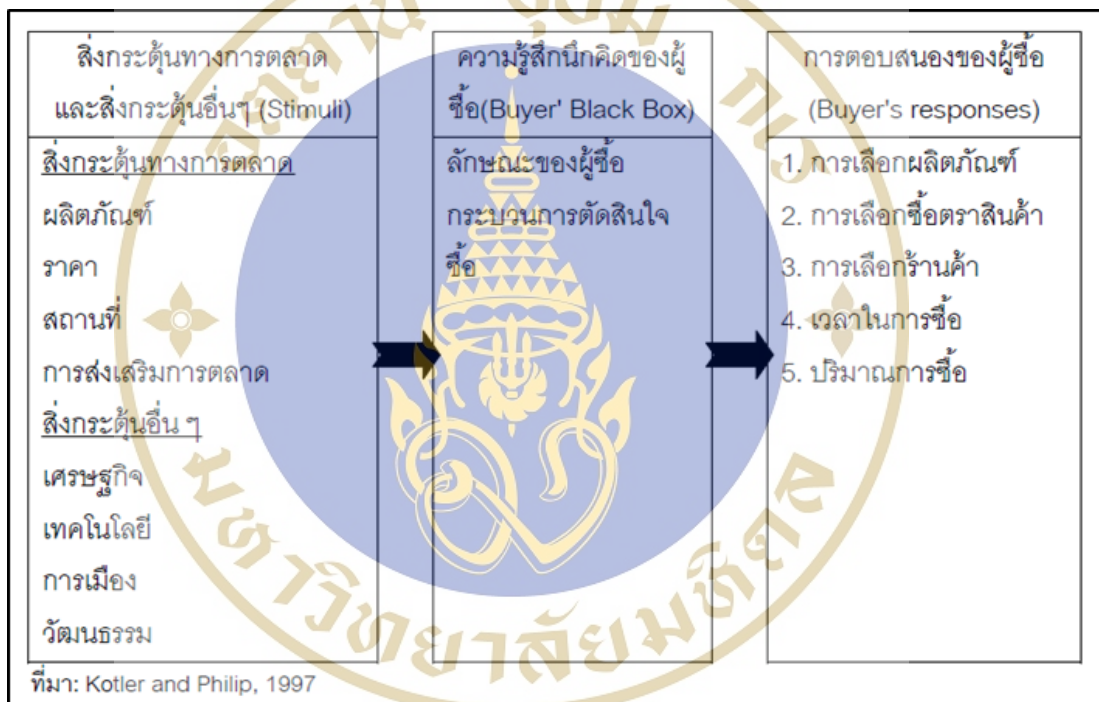 สิ่งกระตุ้นทางการตลาด
และสิ่งกระตุ้นอื่นๆ (Stimuli)
สิ่งกระตุ้นทางการตลาด
ผลิตภัณฑ์
ราคา
สถานที่
การส่งเสริมการตลาด
สิ่งกระตุ้นอื่น ๆ
เศรษฐกิจ
เทคโนโลยี
การเมือง
วัฒนธรรม
ความรู้สึกนึกคิดของผู้
ซื้อ(Buyer' Black Box)
ลักษณะของผู้ซื้อ
กระบวนการตัดสินใจ
ซื้อ
การตอบสนองของผู้ซื้อ
(Buyer's responses)
1. การเลือกผลิตภัณฑ์
2. การเลือกซื้อตราสินค้า
3. การเลือกร้านค้า
4. เวลาในการซื้อ
5. ปริมาณการซื้อ
ที่มา: Kotler and Philip, 1997
มหาวิทยาลัยมหิดล